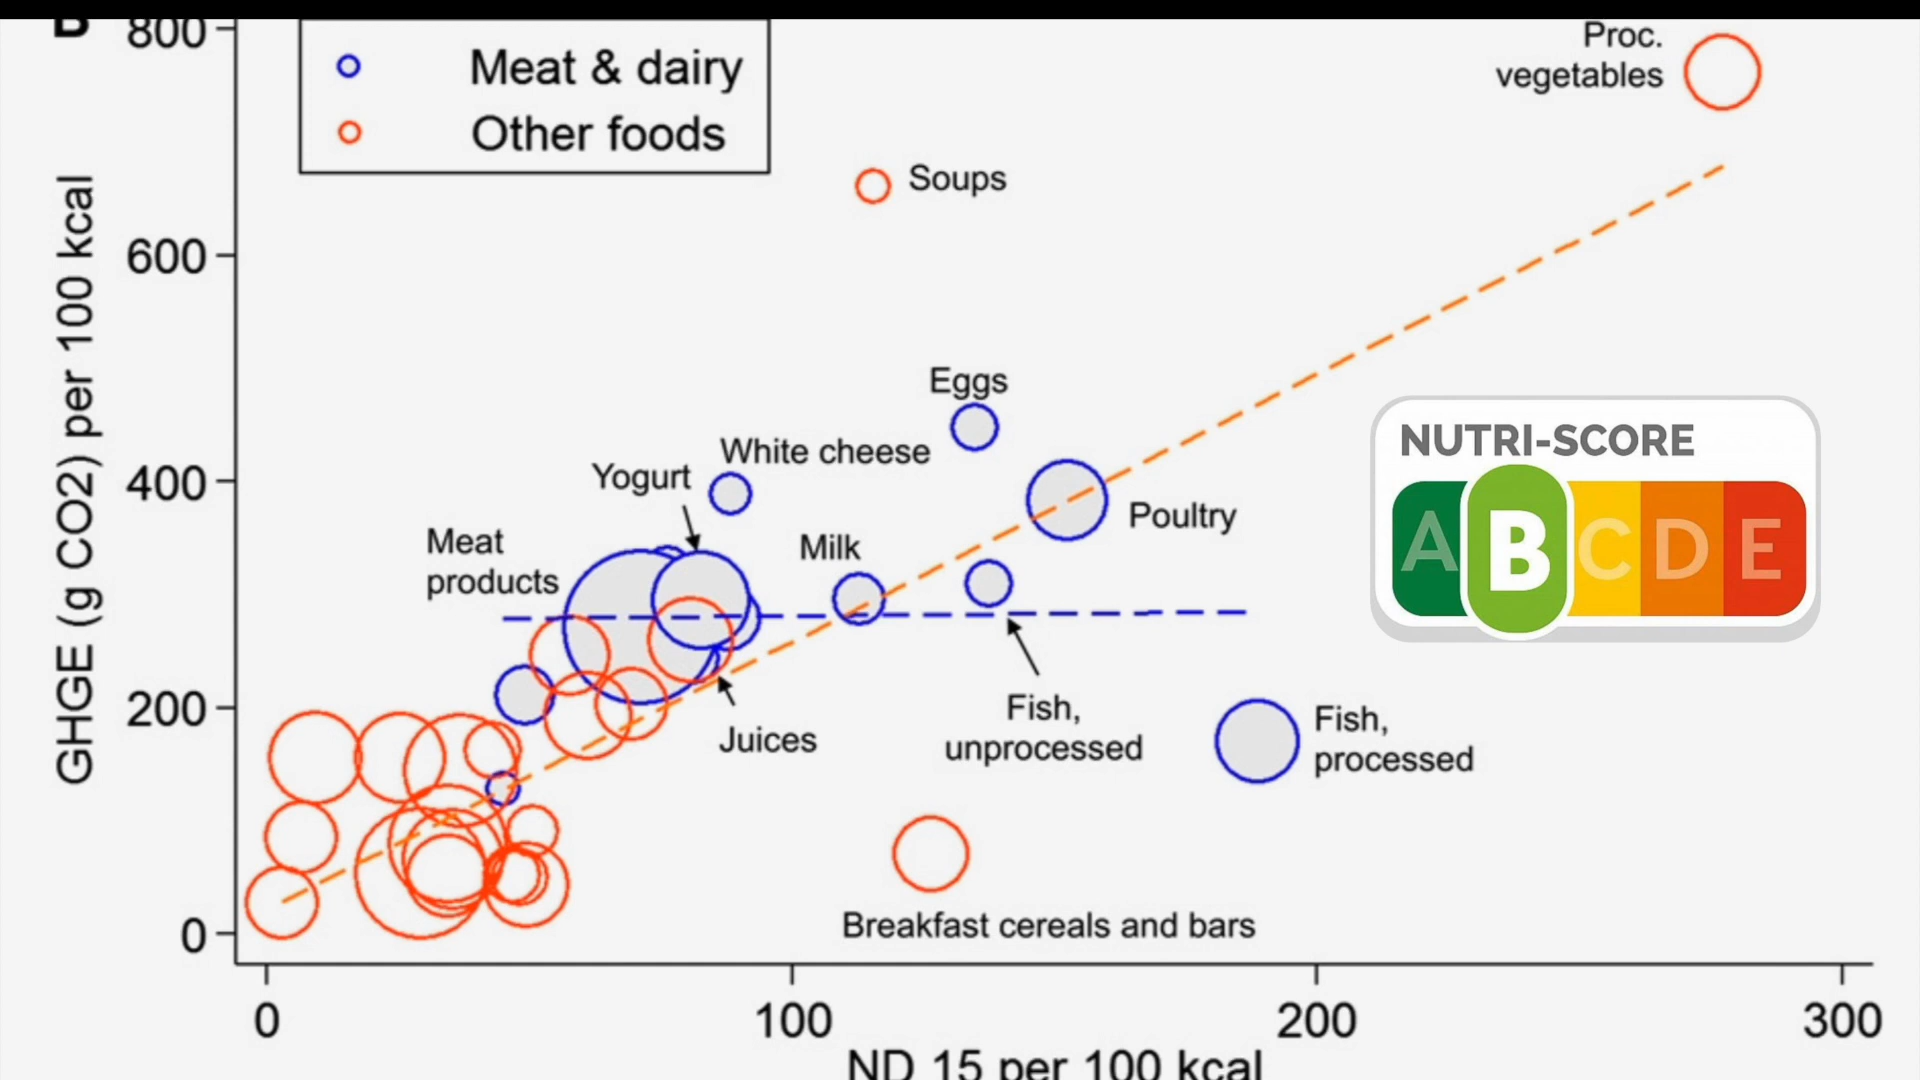 B
800
Meat & dairy
Other foods
Proc.
vegetables
Soups
600
GHGE (g CO2) per 100 kcal
Eggs
White cheese
Yogurt
400
Poultry
NUTRI-SCORE
A B C D E
Meat
products
Milk
200
Juices
Fish,
unprocessed
Fish,
processed
Breakfast cereals and bars
0
0 100 200 300
ND 15 per 100 kcal